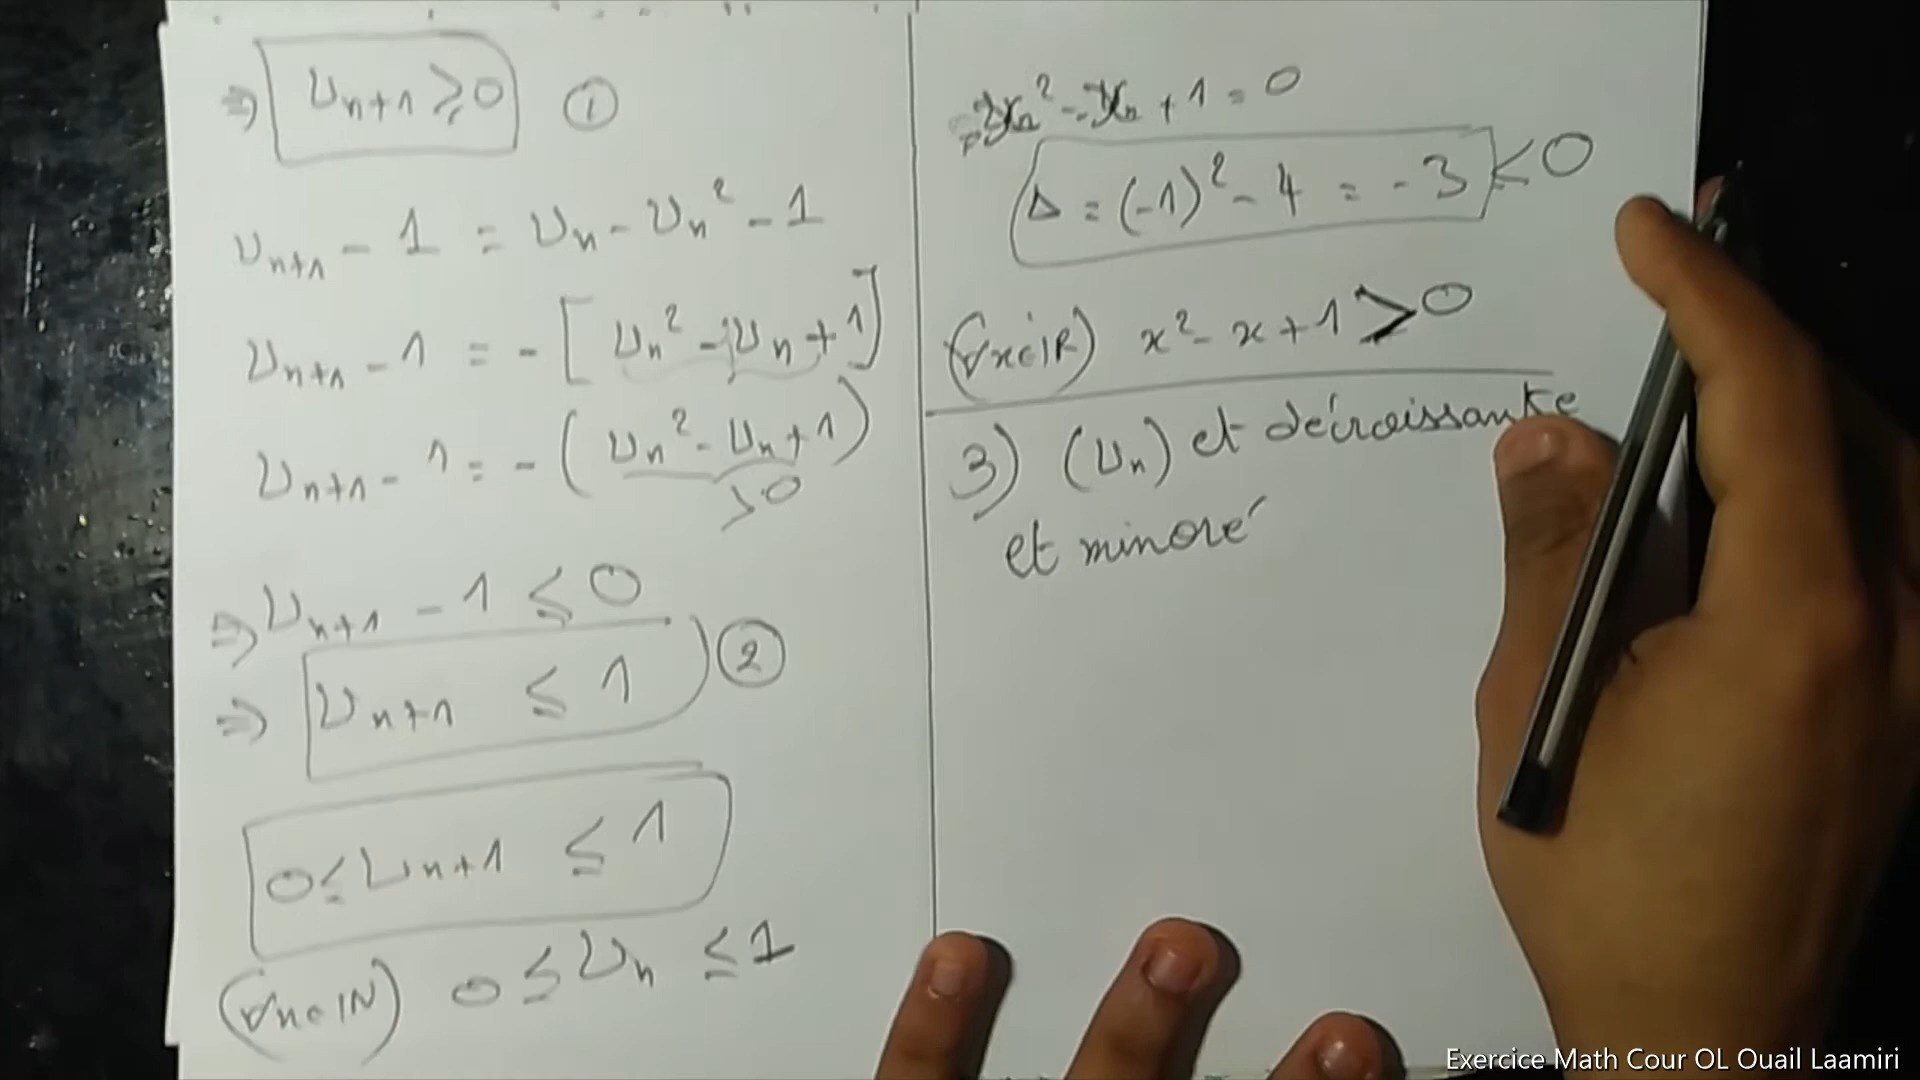 ⇒ Un+1 ⩾ 0 ①
Un+1 - 1 = Un - Un² - 1
Un+1 - 1 = - [Un² - Un + 1]
Un+1 - 1 = - (Un² - Un + 1)
>0
⇒ Un+1 - 1 ≤ 0
⇒ Un+1 ≤ 1 ②
0 ≤ Un+1 ≤ 1
(∀n∈IN) 0 ≤ Un ≤ 1
+ 1 = 0
Δ = (-1)² - 4 = -3 < 0
(∀x∈IR) x² - x + 1 > 0
3) (Un) et décroissante
et minoré
Exercice Math Cour OL Ouail Laamiri